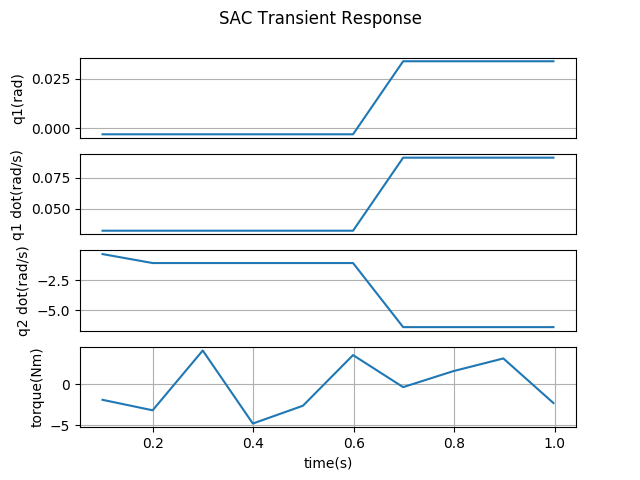 SAC Transient Response
0.025
0.000
q1(rad)
0.075
0.050
q1 dot(rad/s)
−2.5
−5.0
q2 dot(rad/s)
0
−5
torque(Nm)
0.2 0.4 0.6 0.8 1.0
time(s)